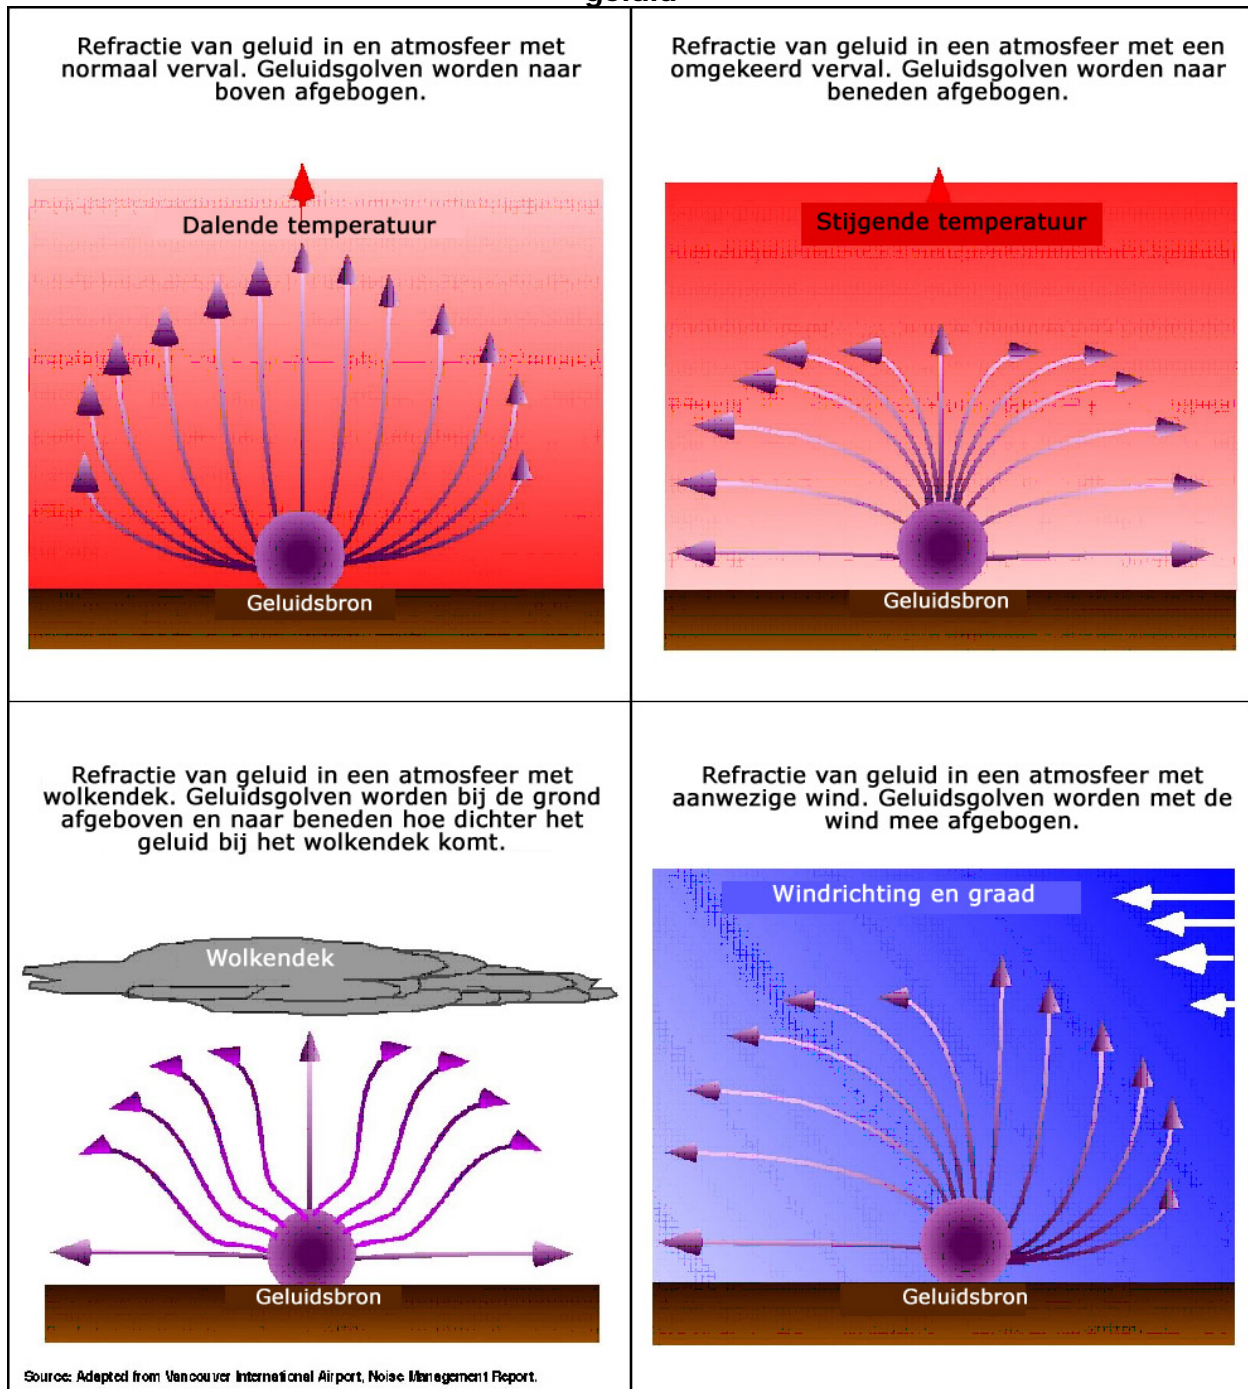 geluid
Refractie van geluid in en atmosfeer met
normaal verval. Geluidsgolven worden naar
boven afgebogen.
Dalende temperatuur
Geluidsbron
Refractie van geluid in een atmosfeer met een
omgekeerd verval. Geluidsgolven worden naar
beneden afgebogen.
Stijgende temperatuur
Geluidsbron
Refractie van geluid in een atmosfeer met
wolkendek. Geluidsgolven worden bij de grond
afgeboven en naar beneden hoe dichter het
geluid bij het wolkendek komt.
Wolkendek
Geluidsbron
Source: Adapted from Vancouver International Airport, Noise Management Report.
Refractie van geluid in een atmosfeer met
aanwezige wind. Geluidsgolven worden met de
wind mee afgebogen.
Windrichting en graad
Geluidsbron